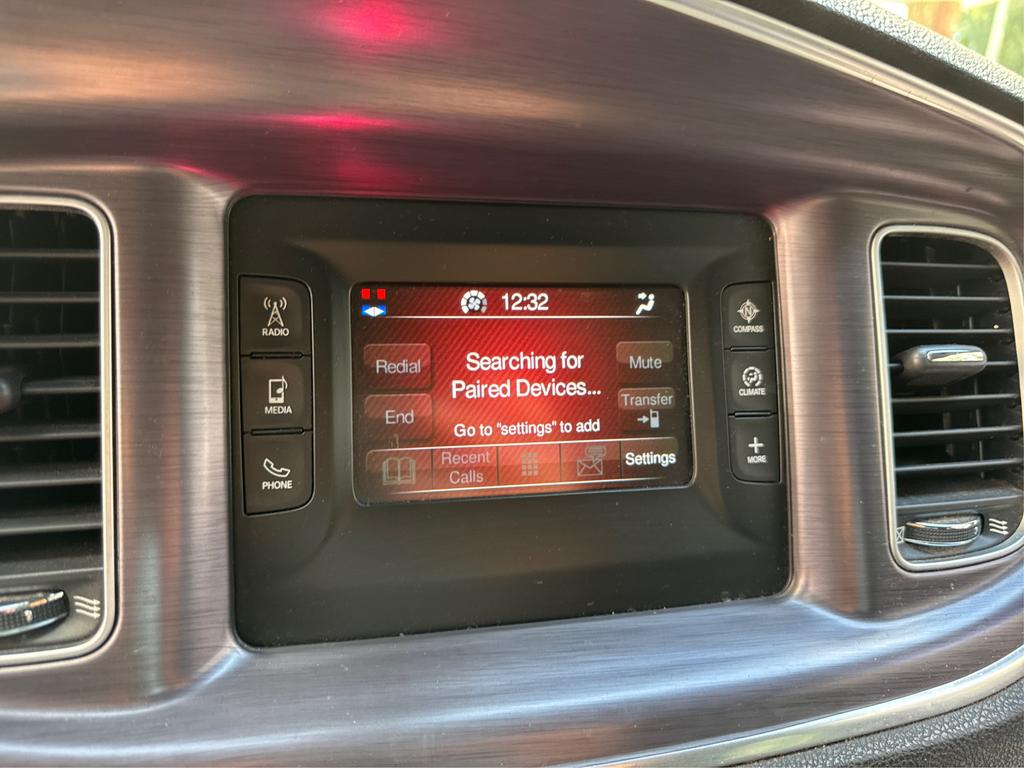 12:32
RADIO
MEDIA
PHONE
Redial
End
Searching for
Paired Devices...
Go to "settings" to add
Mute
Transfer
Recent
Calls
Settings
N
COMPASS
CLIMATE
+
MORE